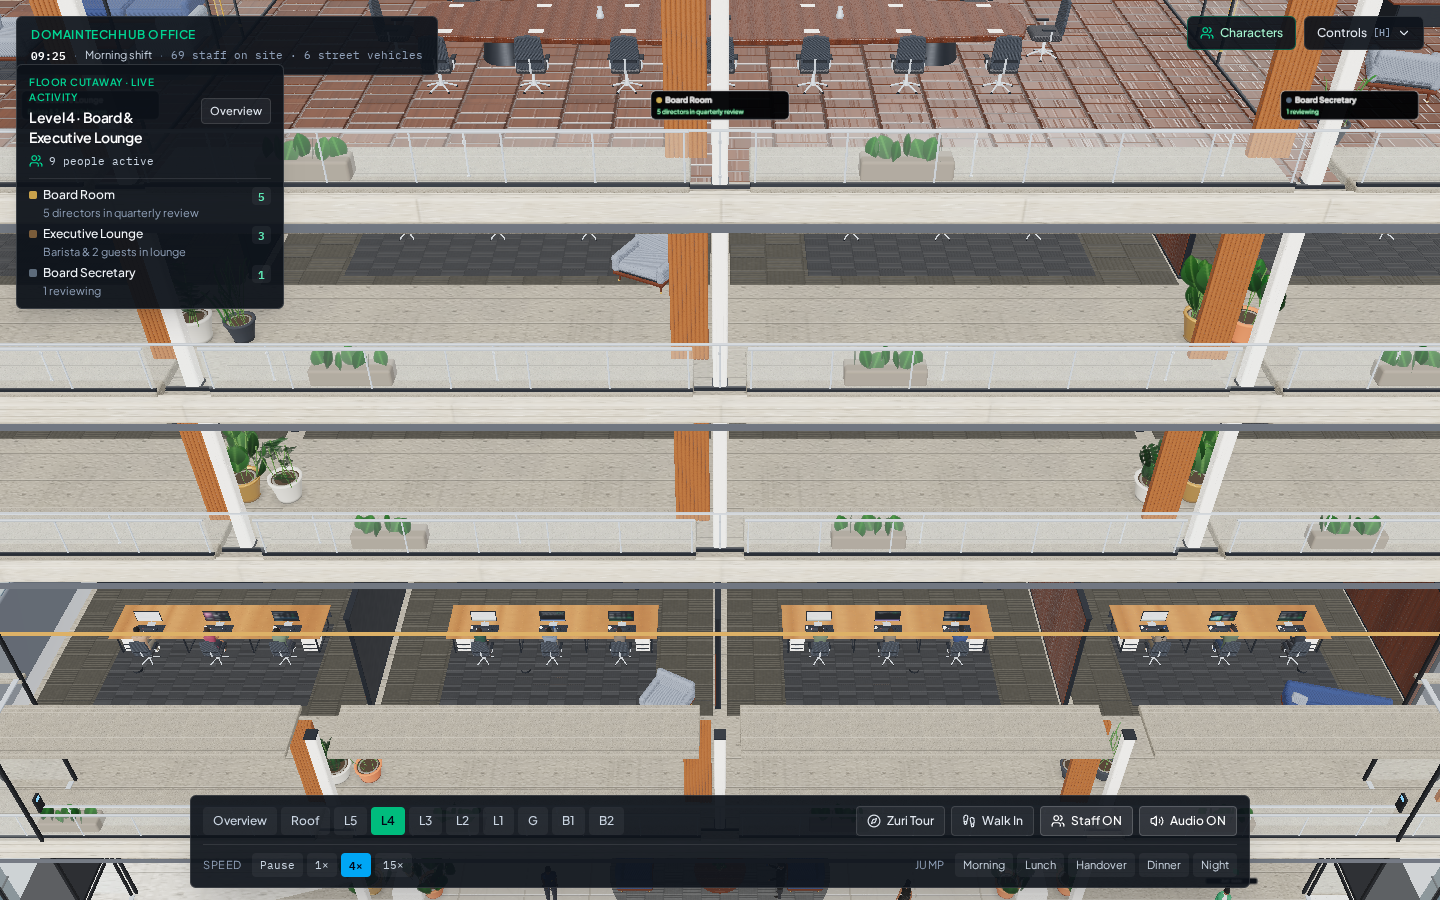 DOMAINTECHHUB OFFICE
09:25 · Morning shift · 69 staff on site · 6 street vehicles
Characters
Controls [H]
FLOOR CUTAWAY · LIVE
ACTIVITY
Overview
Level 4 · Board &
Executive Lounge
9 people active
Board Room 5
5 directors in quarterly review
Executive Lounge 3
Barista & 2 guests in lounge
Board Secretary 1
1 reviewing
Board Room
5 directors in quarterly review
Board Secretary
1 reviewing
Overview Roof L5 L4 L3 L2 L1 G B1 B2
Zuri Tour Walk In Staff ON Audio ON
SPEED Pause 1× 4× 15×
JUMP Morning Lunch Handover Dinner Night